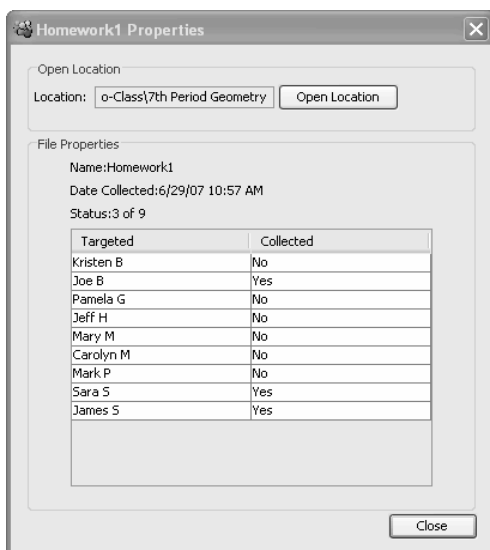 Homework1 Properties
Open Location
Location: o-Class\7th Period Geometry Open Location
File Properties
Name:Homework1
Date Collected:6/29/07 10:57 AM
Status:3 of 9
Targeted Collected
Kristen B No
Joe B Yes
Pamela G No
Jeff H No
Mary M No
Carolyn M No
Mark P No
Sara S Yes
James S Yes
Close